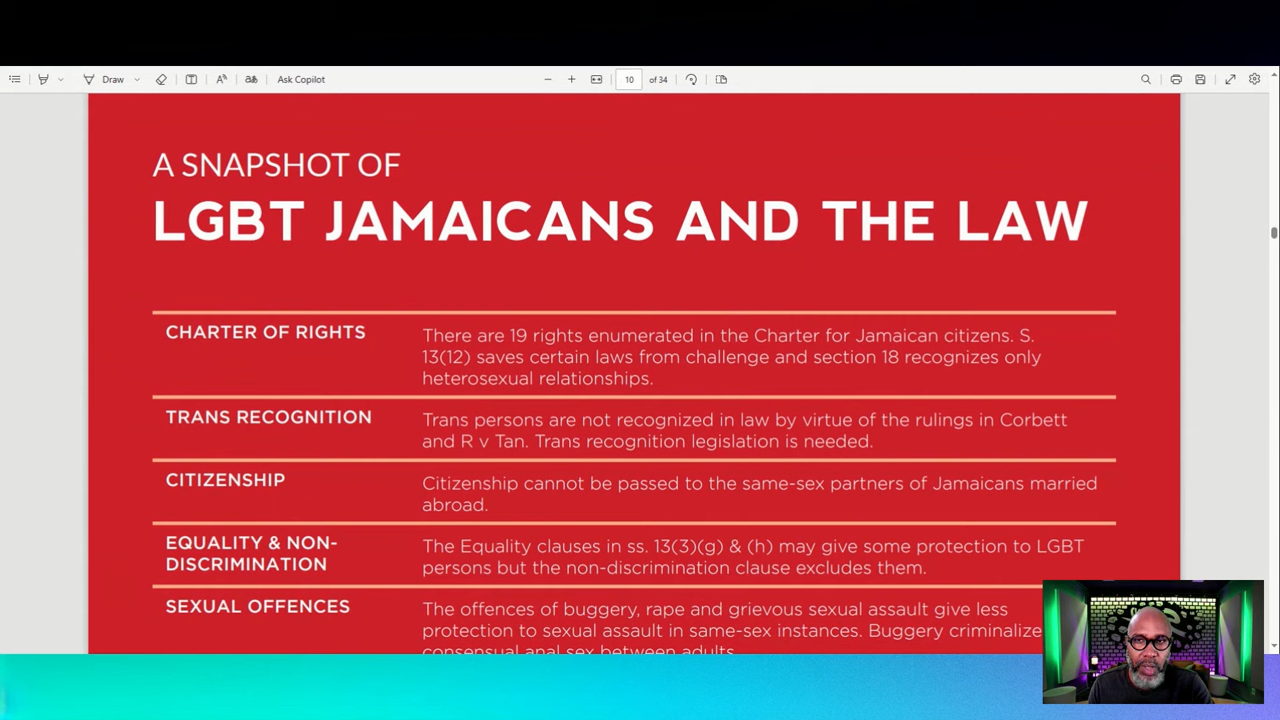 Draw
Ask Copilot
10 of 34
A SNAPSHOT OF
LGBT JAMAICANS AND THE LAW
CHARTER OF RIGHTS
There are 19 rights enumerated in the Charter for Jamaican citizens. S.
13(12) saves certain laws from challenge and section 18 recognizes only
heterosexual relationships.
TRANS RECOGNITION
Trans persons are not recognized in law by virtue of the rulings in Corbett
and R v Tan. Trans recognition legislation is needed.
CITIZENSHIP
Citizenship cannot be passed to the same-sex partners of Jamaicans married
abroad.
EQUALITY & NON-
DISCRIMINATION
The Equality clauses in ss. 13(3)(g) & (h) may give some protection to LGBT
persons but the non-discrimination clause excludes them.
SEXUAL OFFENCES
The offences of buggery, rape and grievous sexual assault give less
protection to sexual assault in same-sex instances. Buggery criminalize
consensual anal sex between adults